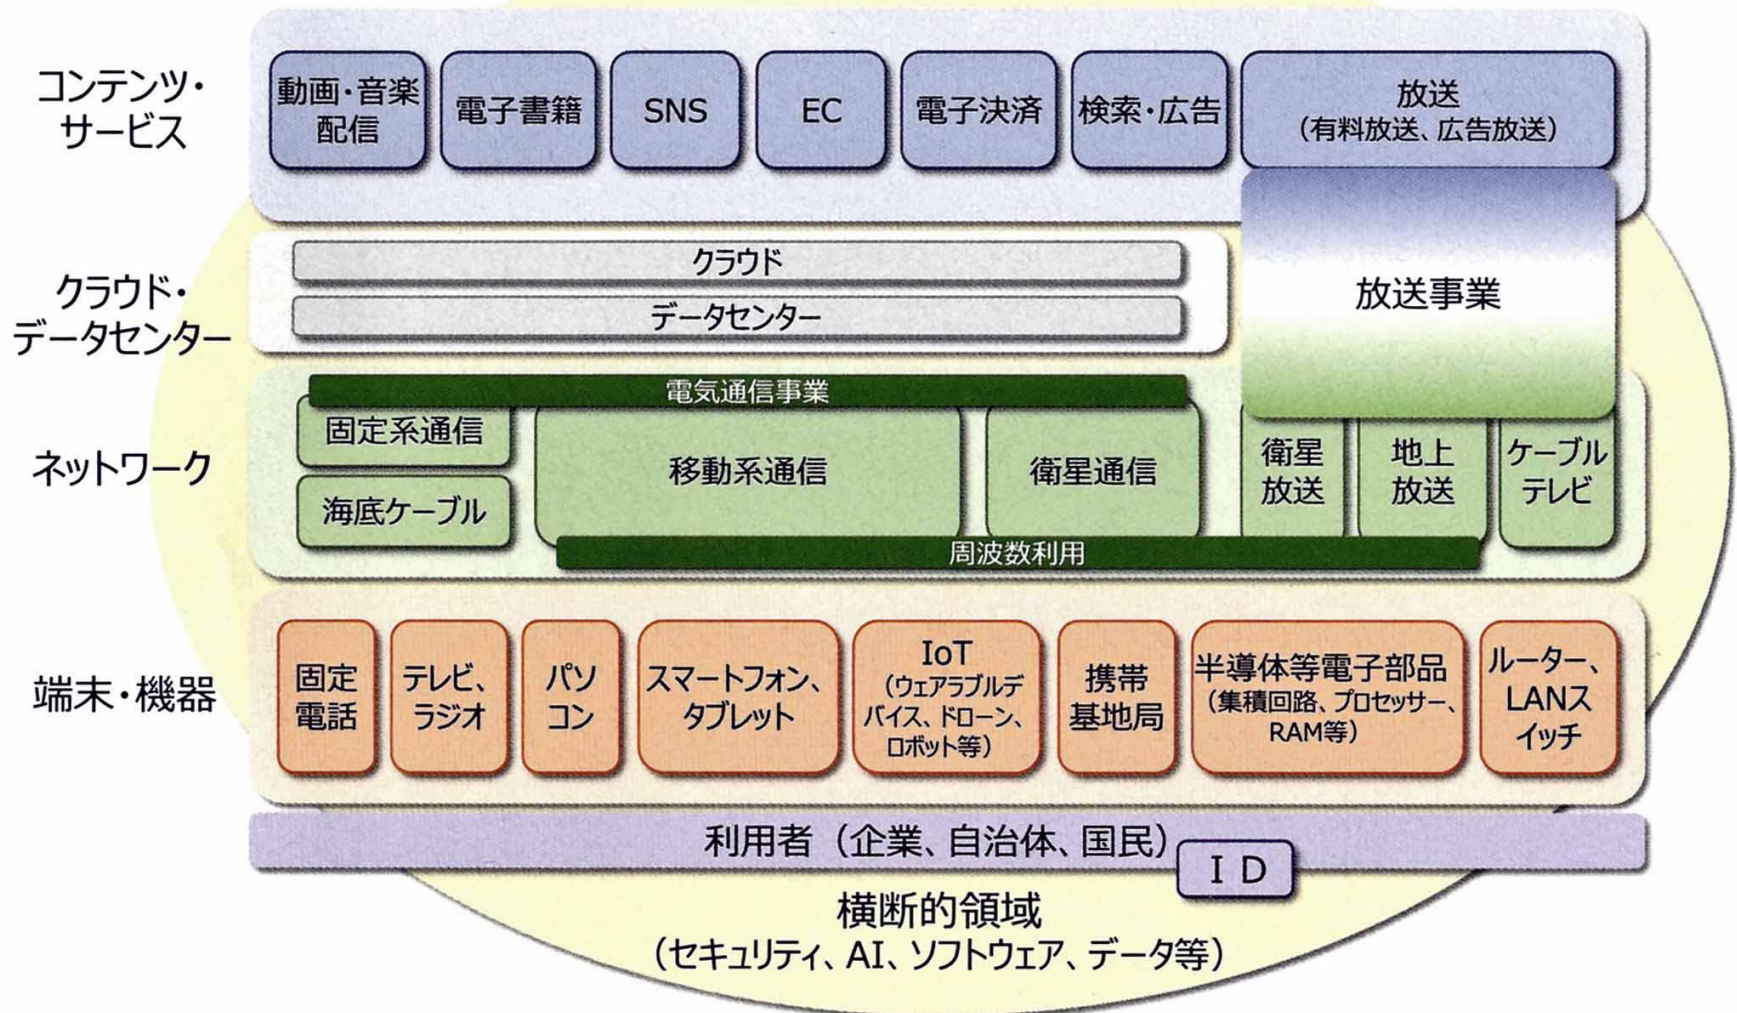 コンテンツ・
サービス
動画・音楽
配信
電子書籍
SNS
EC
電子決済
検索・広告
放送
（有料放送、広告放送）
クラウド・
データセンター
クラウド
データセンター
放送事業
ネットワーク
電気通信事業
固定系通信
海底ケーブル
移動系通信
衛星通信
衛星
放送
地上
放送
ケーブル
テレビ
周波数利用
端末・機器
固定
電話
テレビ、
ラジオ
パソ
コン
スマートフォン、
タブレット
IoT
（ウェアラブルデ
バイス、ドローン、
ロボット等）
携帯
基地局
半導体等電子部品
（集積回路、プロセッサー、
RAM等）
ルーター、
LANス
イッチ
利用者（企業、自治体、国民）
ＩＤ
横断的領域
（セキュリティ、AI、ソフトウェア、データ等）